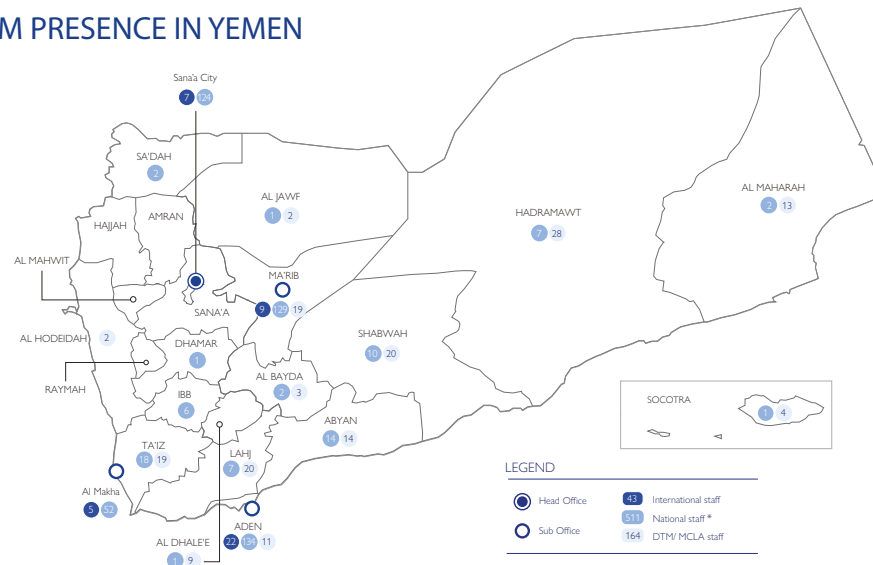 M PRESENCE IN YEMEN
Sana'a City
7 124
SA'DAH
2
AL JAWF
1 2
HADRAMAWT
7 28
AL MAHARAH
2 13
HAJJAH
AMRAN
AL MAHWIT
MA'RIB
9 129 19
SANA'A
AL HODEIDAH 2
DHAMAR
1
SHABWAH
10 20
RAYMAH
AL BAYDA
2 3
IBB
6
ABYAN
14 14
TA'IZ
18 19
LAHJ
7 20
Al Makha
5 52
ADEN
22 134 11
AL DHALE'E
1 9
SOCOTRA
1 4
LEGEND
Head Office
Sub Office
43 International staff
511 National staff *
164 DTM/ MCLA staff